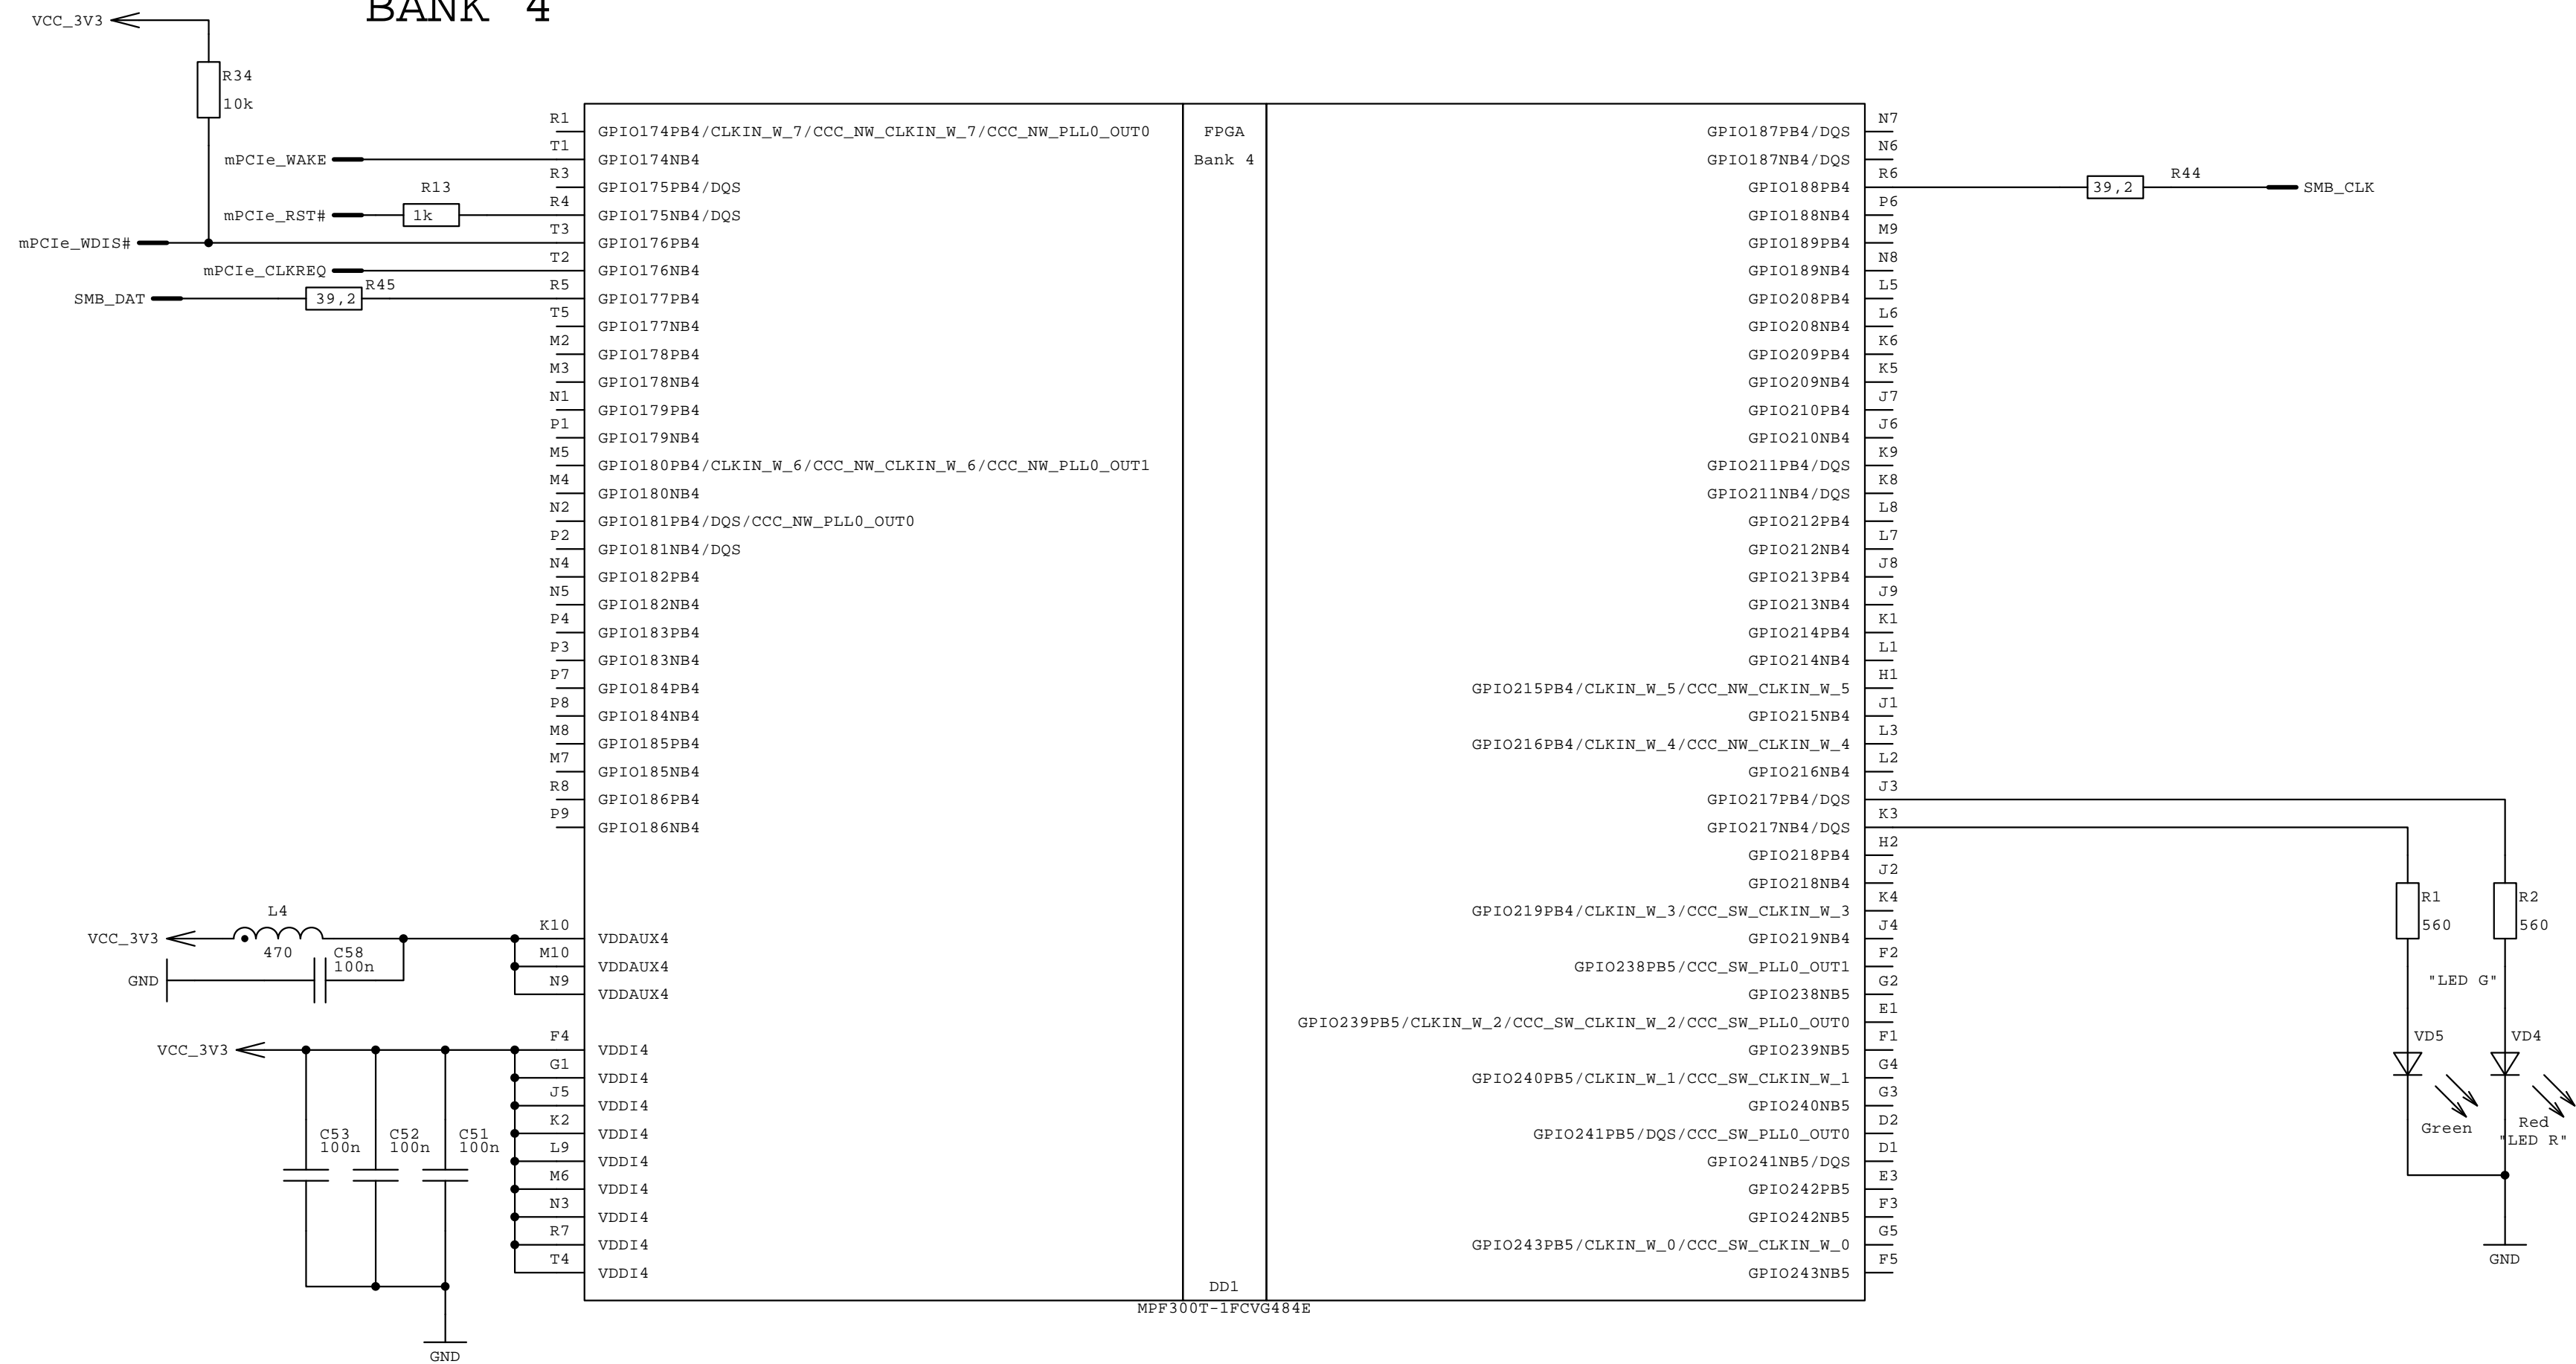 BANK 4
VCC_3V3
R34
10k
mPCIe_WAKE
R13
mPCIe_RST#
1k
mPCIe_WDIS#
mPCIe_CLKREQ
R45
SMB_DAT
39,2
R1 GPIO174PB4/CLKIN_W_7/CCC_NW_CLKIN_W_7/CCC_NW_PLL0_OUT0
T1 GPIO174NB4
R3 GPIO175PB4/DQS
R4 GPIO175NB4/DQS
T3 GPIO176PB4
T2 GPIO176NB4
R5 GPIO177PB4
T5 GPIO177NB4
M2 GPIO178PB4
M3 GPIO178NB4
N1 GPIO179PB4
P1 GPIO179NB4
M5 GPIO180PB4/CLKIN_W_6/CCC_NW_CLKIN_W_6/CCC_NW_PLL0_OUT1
M4 GPIO180NB4
N2 GPIO181PB4/DQS/CCC_NW_PLL0_OUT0
P2 GPIO181NB4/DQS
N4 GPIO182PB4
N5 GPIO182NB4
P4 GPIO183PB4
P3 GPIO183NB4
P7 GPIO184PB4
P8 GPIO184NB4
M8 GPIO185PB4
M7 GPIO185NB4
R8 GPIO186PB4
P9 GPIO186NB4
L4
VCC_3V3
470
C58
100n
GND
K10 VDDAUX4
M10 VDDAUX4
N9 VDDAUX4
VCC_3V3
F4 VDDI4
G1 VDDI4
J5 VDDI4
K2 VDDI4
L9 VDDI4
M6 VDDI4
N3 VDDI4
R7 VDDI4
T4 VDDI4
C53
100n
C52
100n
C51
100n
GND
FPGA
Bank 4
DD1
MPF300T-1FCVG484E
GPIO187PB4/DQS N7
GPIO187NB4/DQS N6
GPIO188PB4 R6
GPIO188NB4 P6
GPIO189PB4 M9
GPIO189NB4 N8
GPIO208PB4 L5
GPIO208NB4 L6
GPIO209PB4 K6
GPIO209NB4 K5
GPIO210PB4 J7
GPIO210NB4 J6
GPIO211PB4/DQS K9
GPIO211NB4/DQS K8
GPIO212PB4 L8
GPIO212NB4 L7
GPIO213PB4 J8
GPIO213NB4 J9
GPIO214PB4 K1
GPIO214NB4 L1
GPIO215PB4/CLKIN_W_5/CCC_NW_CLKIN_W_5 H1
GPIO215NB4 J1
GPIO216PB4/CLKIN_W_4/CCC_NW_CLKIN_W_4 L3
GPIO216NB4 L2
GPIO217PB4/DQS J3
GPIO217NB4/DQS K3
GPIO218PB4 H2
GPIO218NB4 J2
GPIO219PB4/CLKIN_W_3/CCC_SW_CLKIN_W_3 K4
GPIO219NB4 J4
GPIO238PB5/CCC_SW_PLL0_OUT1 F2
GPIO238NB5 G2
GPIO239PB5/CLKIN_W_2/CCC_SW_CLKIN_W_2/CCC_SW_PLL0_OUT0 E1
GPIO239NB5 F1
GPIO240PB5/CLKIN_W_1/CCC_SW_CLKIN_W_1 G4
GPIO240NB5 G3
GPIO241PB5/DQS/CCC_SW_PLL0_OUT0 D2
GPIO241NB5/DQS D1
GPIO242PB5 E3
GPIO242NB5 F3
GPIO243PB5/CLKIN_W_0/CCC_SW_CLKIN_W_0 G5
GPIO243NB5 F5
R44
39,2
SMB_CLK
R1
560
R2
560
"LED G"
VD5
VD4
Green
Red
"LED R"
GND